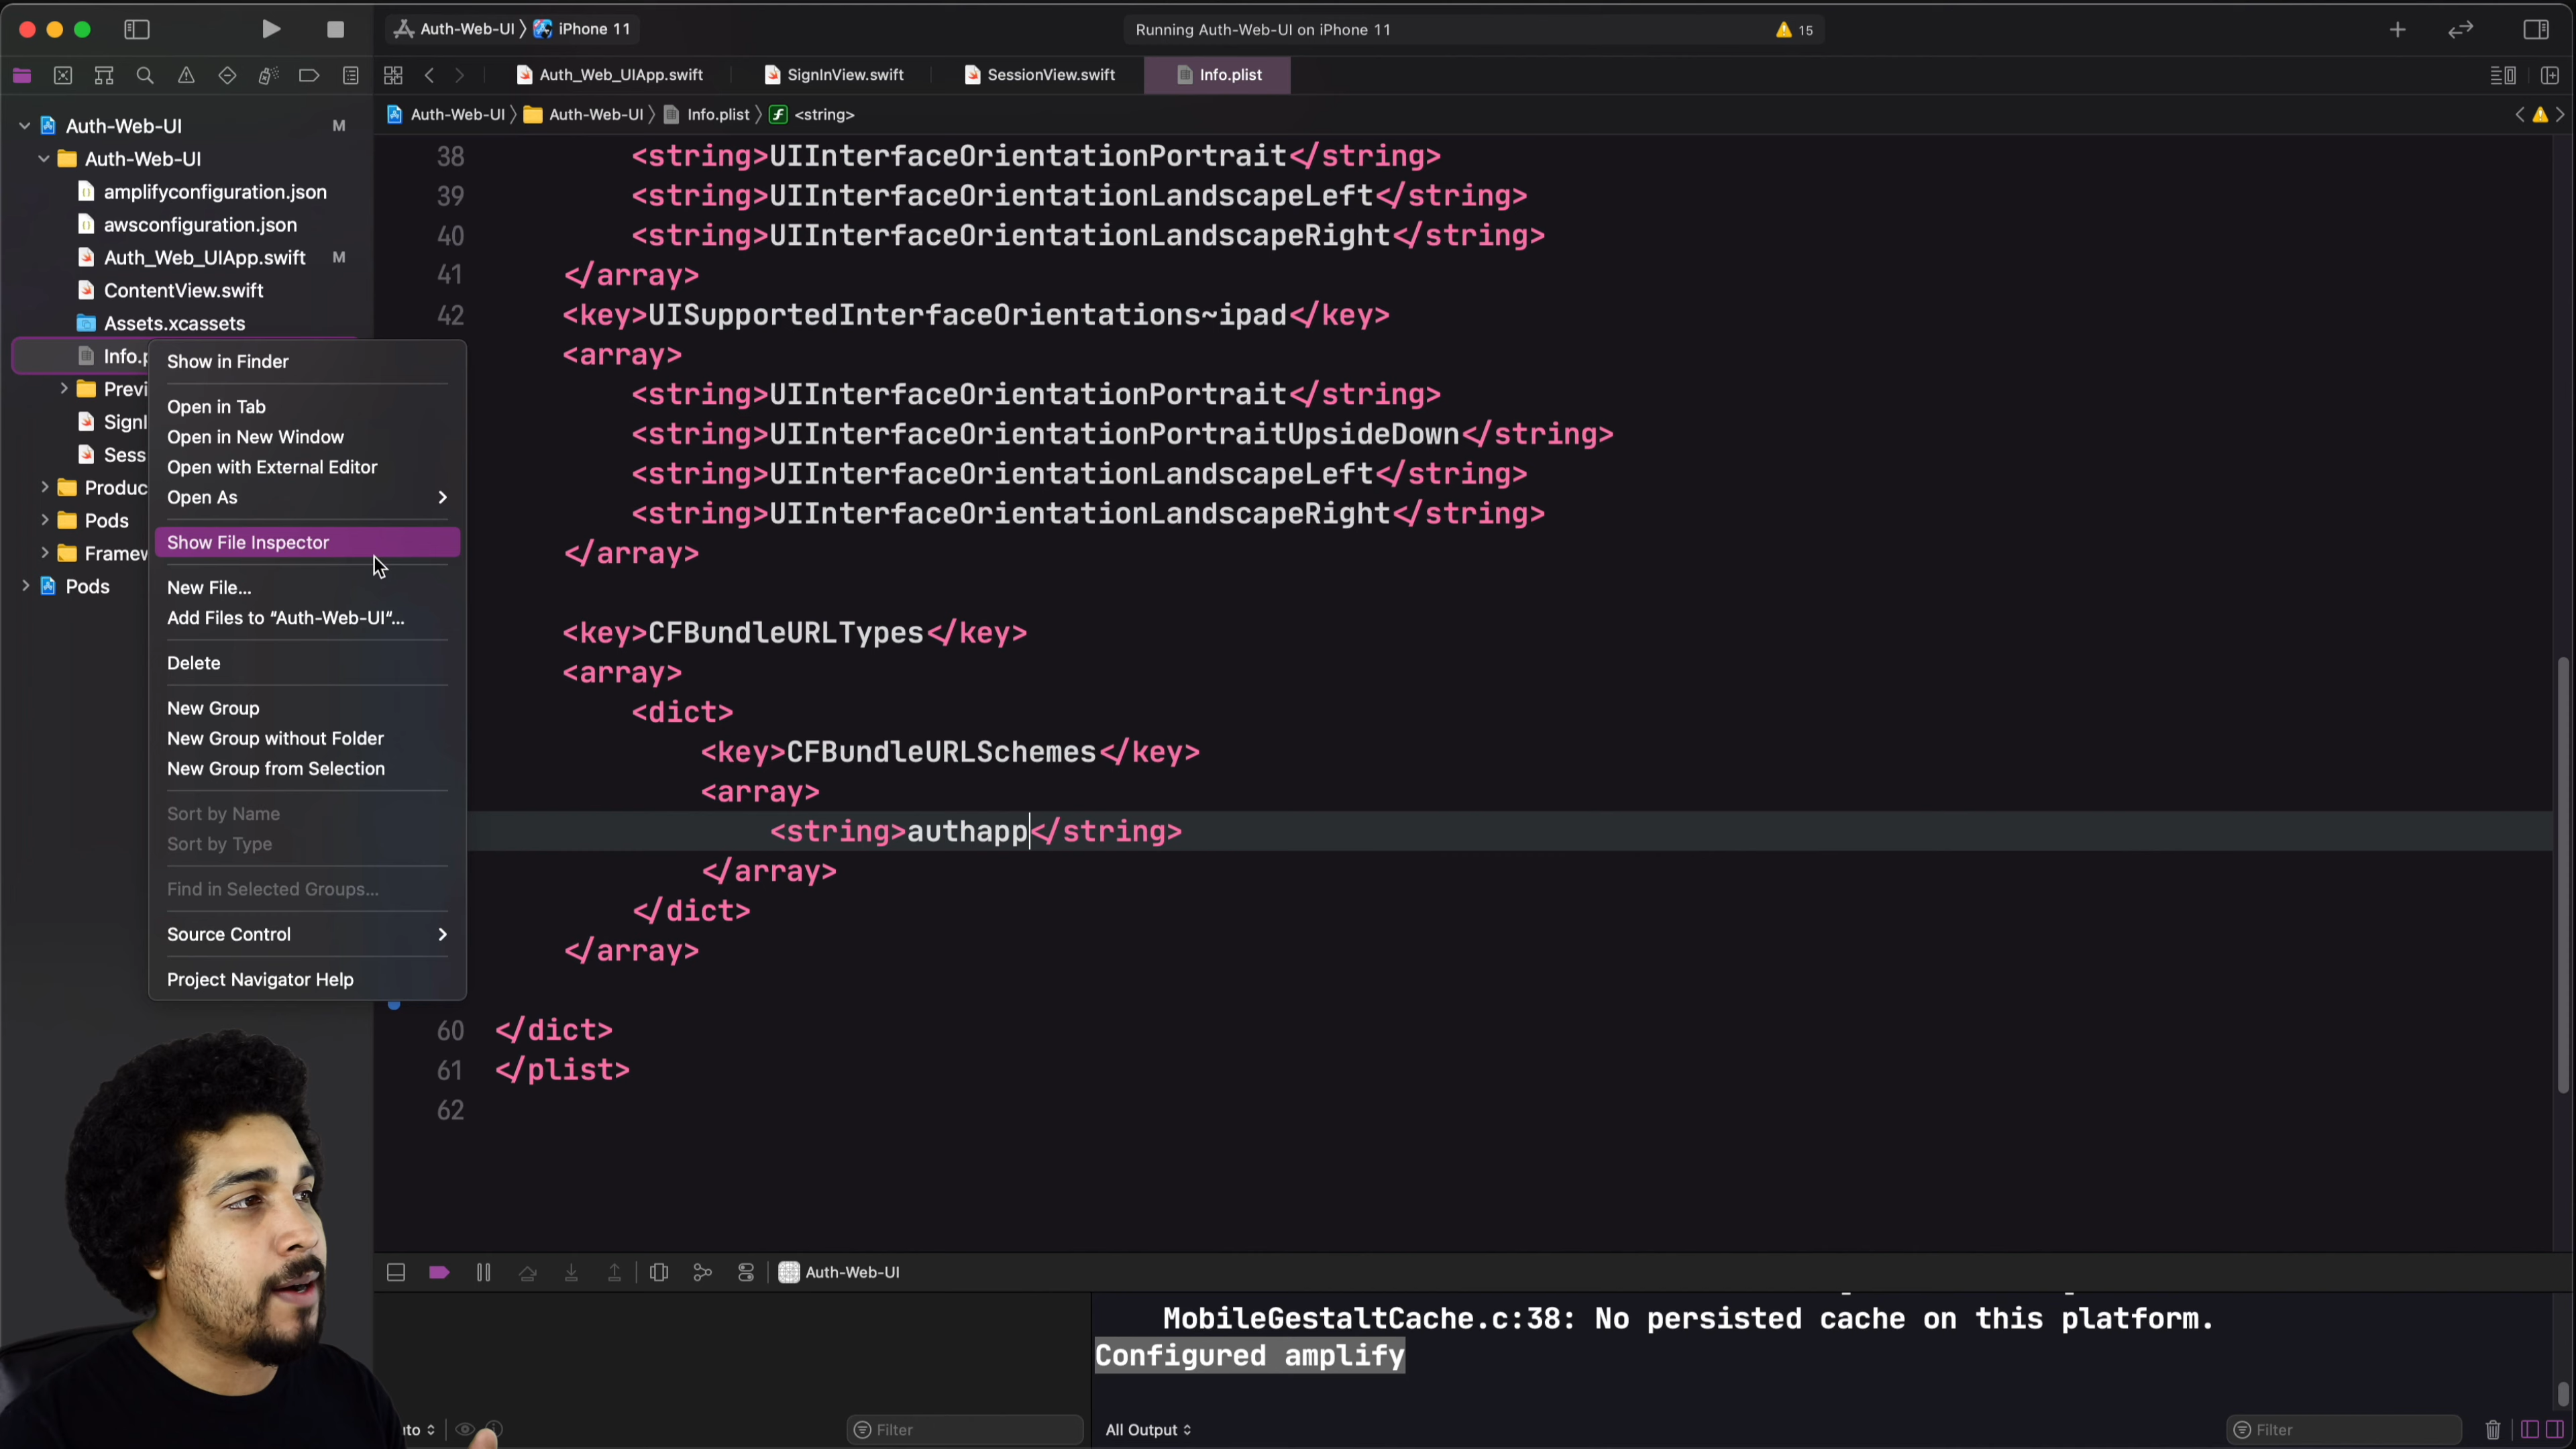 Auth-Web-UI 〉 iPhone 11
Running Auth-Web-UI on iPhone 11
15
Auth_Web_UIApp.swift
SignInView.swift
SessionView.swift
Info.plist
Auth-Web-UI 〉 Auth-Web-UI 〉 Info.plist 〉 <string>
Auth-Web-UI M
Auth-Web-UI
amplifyconfiguration.json
awsconfiguration.json
Auth_Web_UIApp.swift M
ContentView.swift
Assets.xcassets
Info.p
Previ
SignI
Sess
Produc
Pods
Framew
Pods
Show in Finder
Open in Tab
Open in New Window
Open with External Editor
Open As
Show File Inspector
New File...
Add Files to “Auth-Web-UI”...
Delete
New Group
New Group without Folder
New Group from Selection
Sort by Name
Sort by Type
Find in Selected Groups...
Source Control
Project Navigator Help
38 <string>UIInterfaceOrientationPortrait</string>
39 <string>UIInterfaceOrientationLandscapeLeft</string>
40 <string>UIInterfaceOrientationLandscapeRight</string>
41 </array>
42 <key>UISupportedInterfaceOrientations~ipad</key>
<array>
<string>UIInterfaceOrientationPortrait</string>
<string>UIInterfaceOrientationPortraitUpsideDown</string>
<string>UIInterfaceOrientationLandscapeLeft</string>
<string>UIInterfaceOrientationLandscapeRight</string>
</array>
<key>CFBundleURLTypes</key>
<array>
<dict>
<key>CFBundleURLSchemes</key>
<array>
<string>authapp</string>
</array>
</dict>
</array>
60 </dict>
61 </plist>
62
Auth-Web-UI
MobileGestaltCache.c:38: No persisted cache on this platform.
Configured amplify
uto
Filter
All Output
Filter